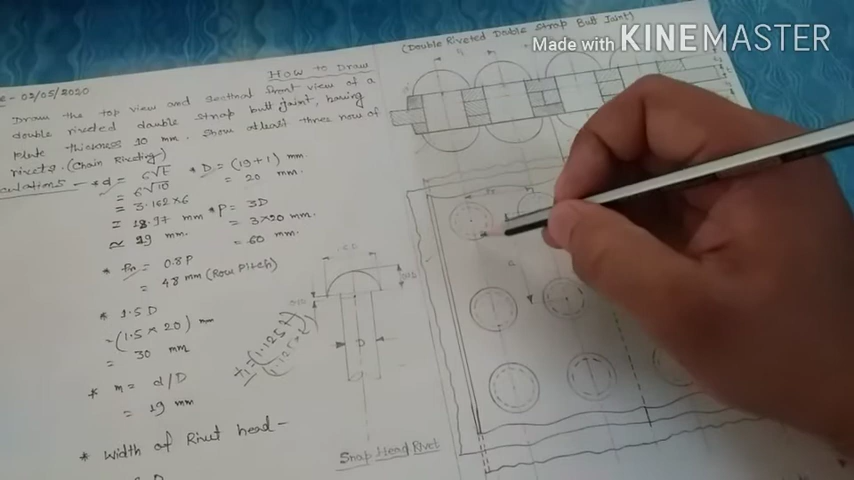 Made with KINEMASTER
(Double Riveted Double Strap Butt Joint)
- 02/05/2020
How to Draw
Draw the top view and sectional front view of a
double riveted double strap butt joint, having
plate thickness 10 mm. Show atleast three rows of
rivets. (Chain Riveting)
culations - * d = 6√t * D = (19+1) mm
= 6√10 = 20 mm.
= 3.162 x 6
= 18.97 mm * P = 3D
≈ 19 mm. = 3x20 mm.
= 60 mm.
* Pn = 0.8 P
= 48 mm (Row Pitch)
* 1.5 D
= (1.5 x 20) mm
= 30 mm
* m = d/D
= 19 mm
* Width of Rivet head -
D
Snap Head Rivet